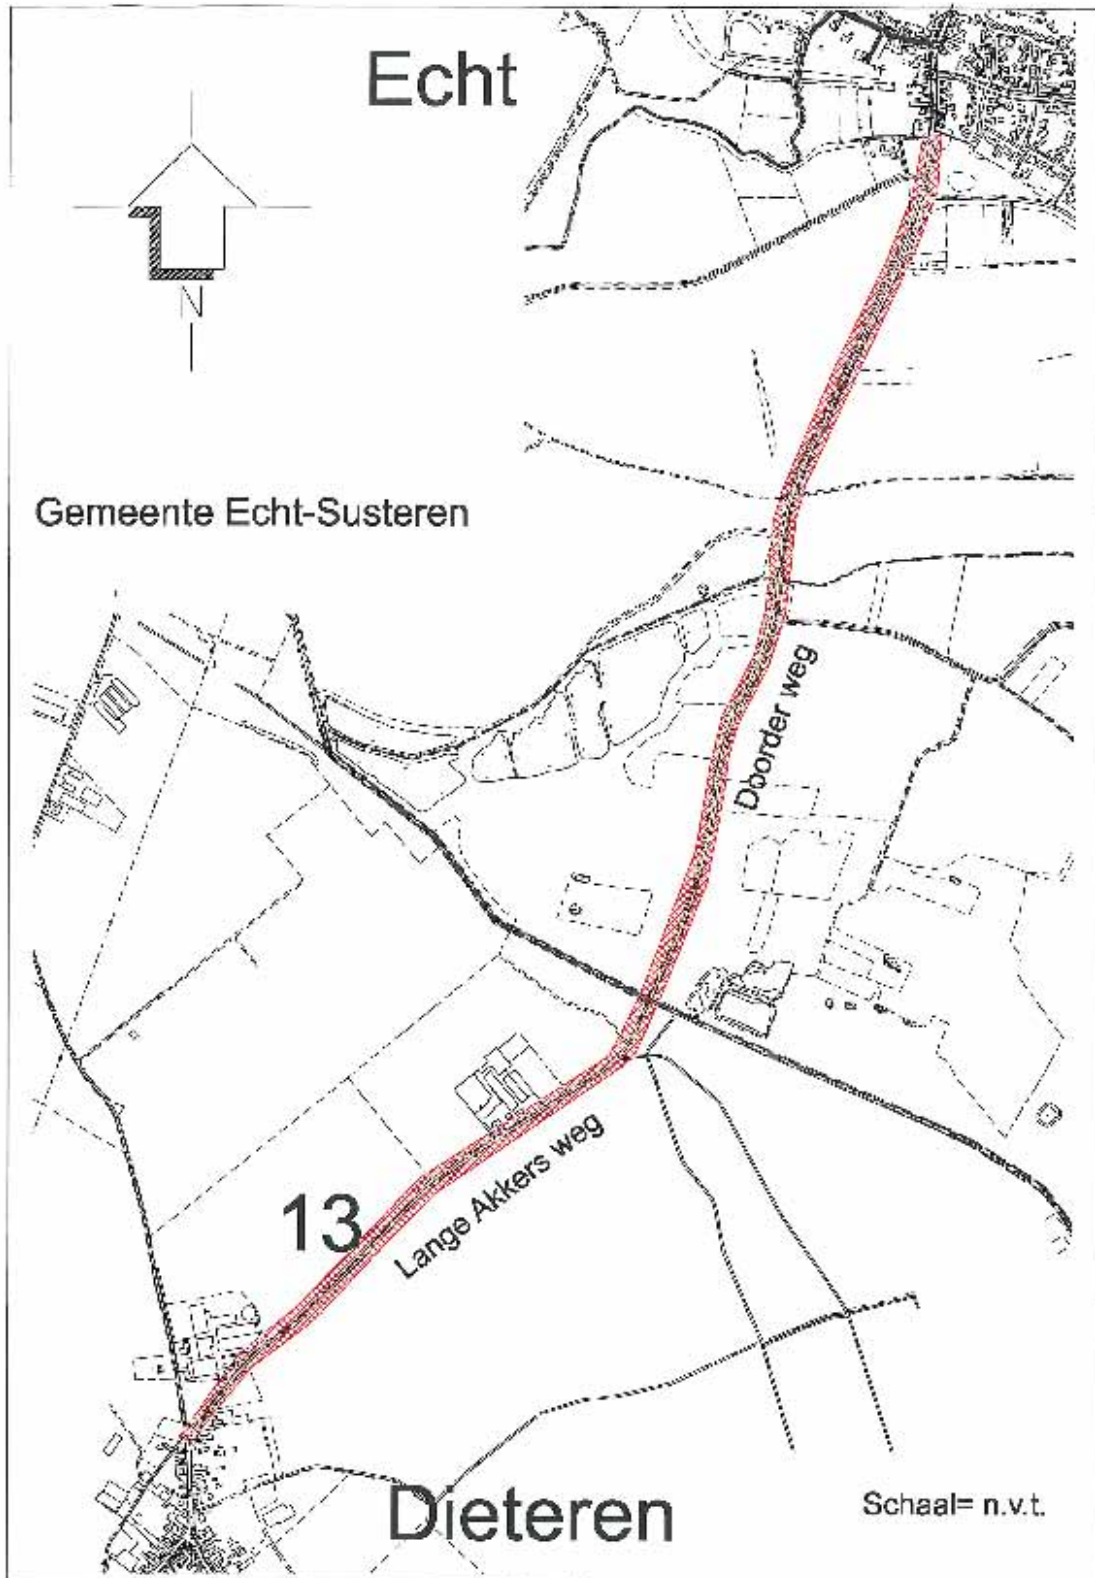 Echt
N
Gemeente Echt-Susteren
Doorder weg
Lange Akkers weg
13
Dieteren
Schaal= n.v.t.